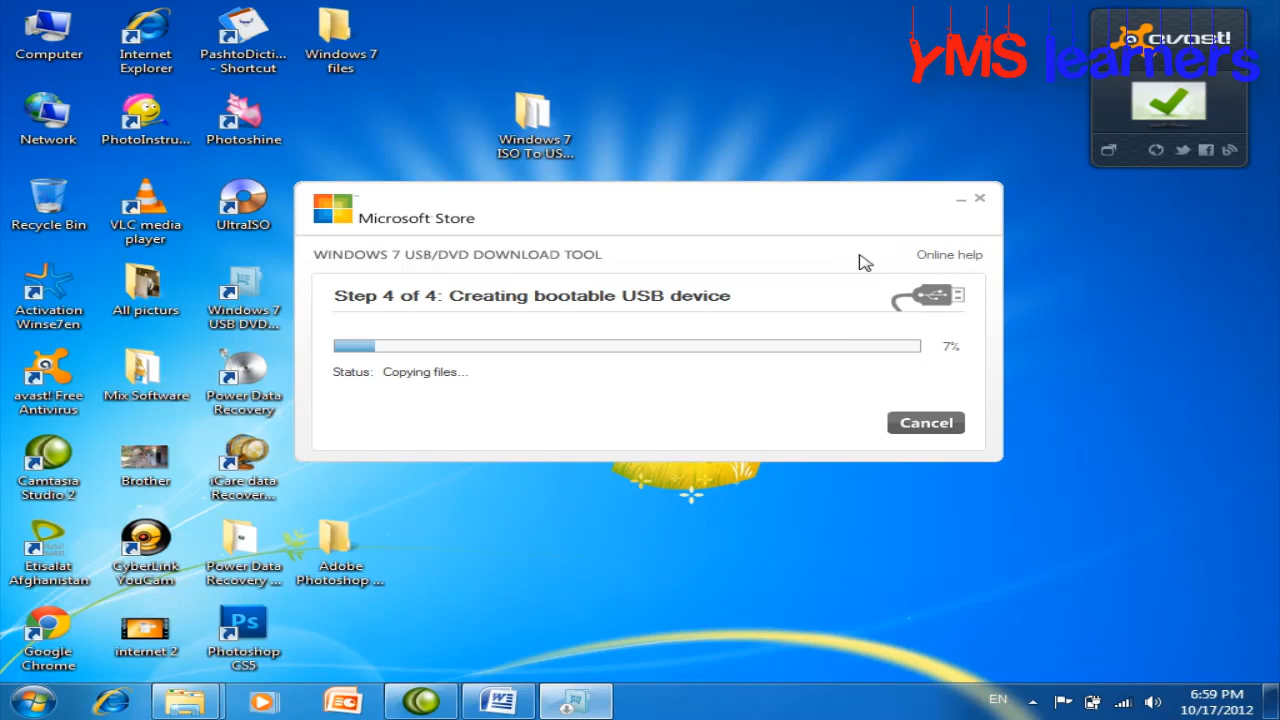 Computer
Internet
Explorer
PashtoDicti...
- Shortcut
Windows 7
files
YMS learners
avast!
Network
PhotoInstru...
Photoshine
Windows 7
ISO To US...
Recycle Bin
VLC media
player
UltraISO
Microsoft Store
WINDOWS 7 USB/DVD DOWNLOAD TOOL
Online help
Step 4 of 4: Creating bootable USB device
7%
Status: Copying files...
Cancel
Activation
Winse7en
All picturs
Windows 7
USB DVD...
avast! Free
Antivirus
Mix Software
Power Data
Recovery
Camtasia
Studio 2
Brother
iCare data
Recover...
Etisalat
Afghanistan
CyberLink
YouCam
Power Data
Recovery ...
Adobe
Photoshop ...
Google
Chrome
internet 2
Ps
Photoshop
CS5
EN
6:59 PM
10/17/2012